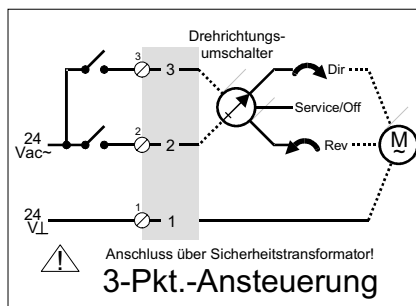 Drehrichtungs-
umschalter
3
3
Dir
Service/Off
24
Vac~
2
2
Rev
M
~
24
V⊥
1
1
!
Anschluss über Sicherheitstransformator!
3-Pkt.-Ansteuerung